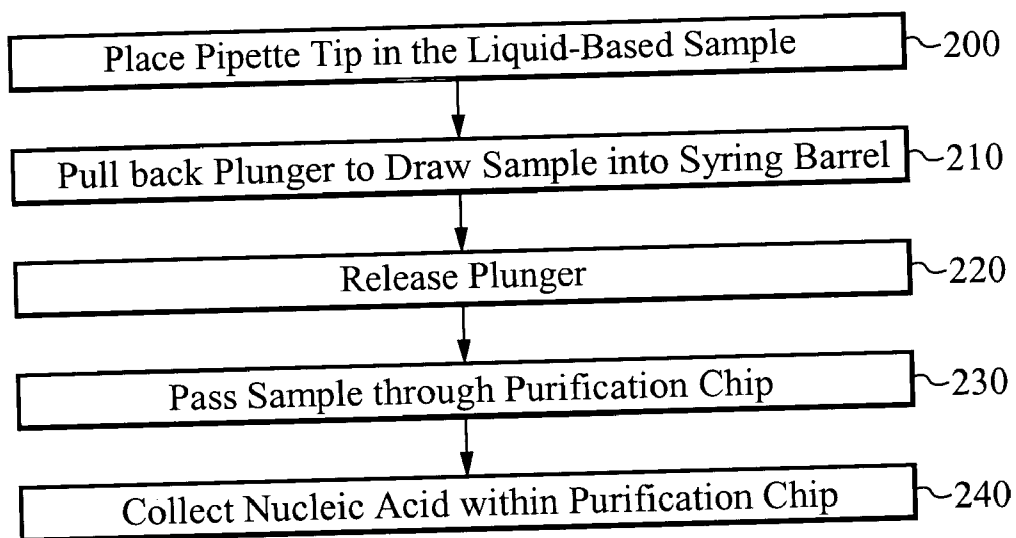 Place Pipette Tip in the Liquid-Based Sample 200
Pull back Plunger to Draw Sample into Syring Barrel 210
Release Plunger 220
Pass Sample through Purification Chip 230
Collect Nucleic Acid within Purification Chip 240